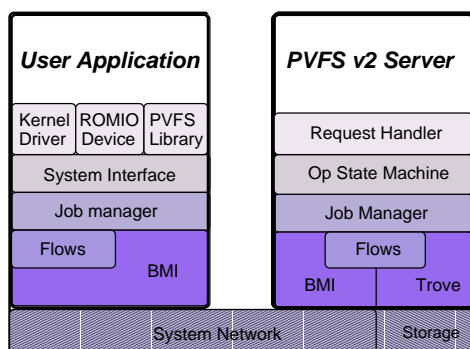 User Application
Kernel Driver
ROMIO Device
PVFS Library
System Interface
Job manager
Flows
BMI
PVFS v2 Server
Request Handler
Op State Machine
Job Manager
Flows
BMI
Trove
System Network
Storage